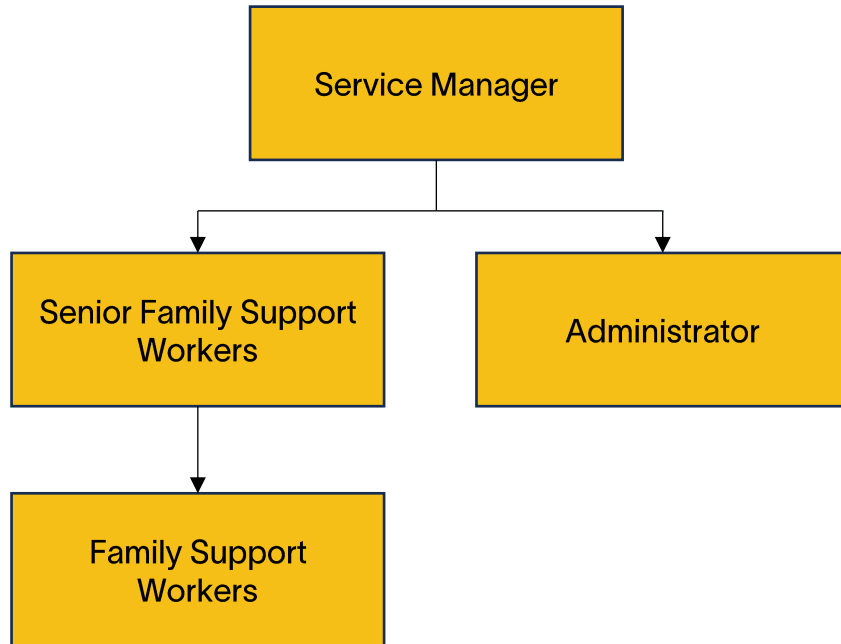 Service Manager
Senior Family Support
Workers
Administrator
Family Support
Workers